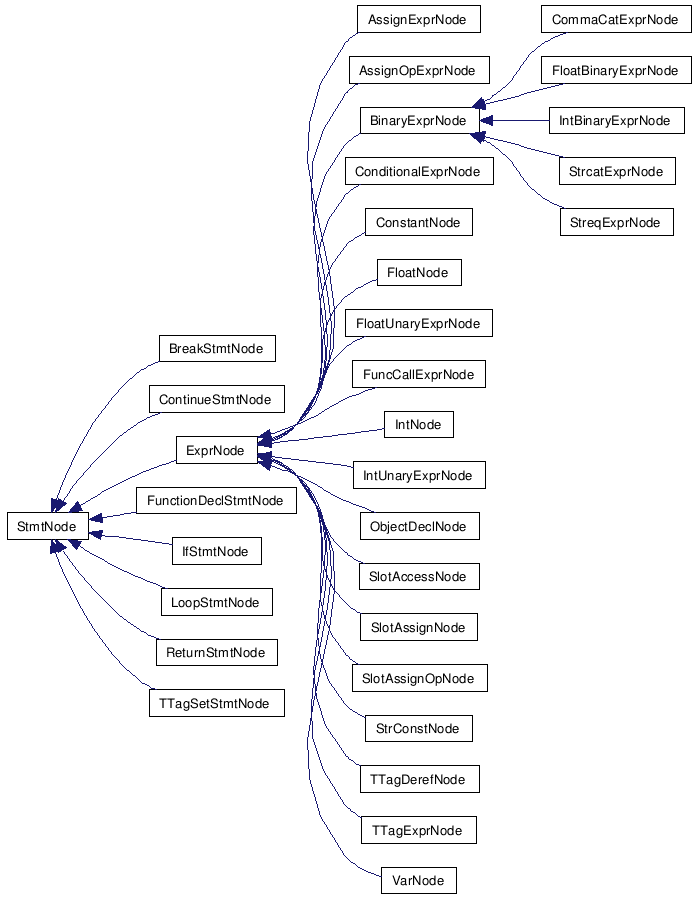 AssignExprNode
CommaCatExprNode
AssignOpExprNode
FloatBinaryExprNode
BinaryExprNode
IntBinaryExprNode
ConditionalExprNode
StrcatExprNode
ConstantNode
StreqExprNode
FloatNode
FloatUnaryExprNode
BreakStmtNode
FuncCallExprNode
ContinueStmtNode
IntNode
ExprNode
IntUnaryExprNode
FunctionDeclStmtNode
StmtNode
ObjectDeclNode
IfStmtNode
SlotAccessNode
LoopStmtNode
SlotAssignNode
ReturnStmtNode
SlotAssignOpNode
TTagSetStmtNode
StrConstNode
TTagDerefNode
TTagExprNode
VarNode